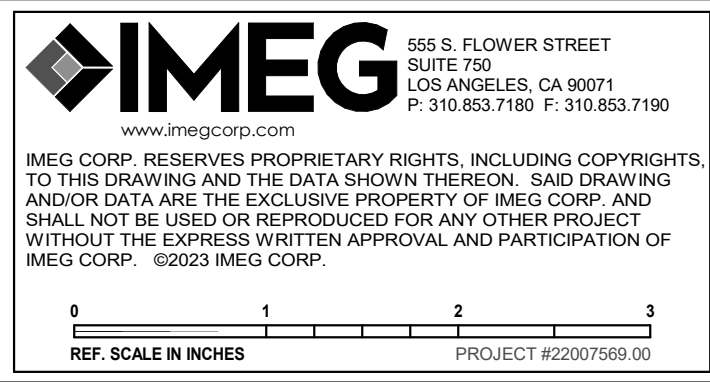 IMEG
555 S. FLOWER STREET
SUITE 750
LOS ANGELES, CA 90071
P: 310.853.7180  F: 310.853.7190
www.imegcorp.com
IMEG CORP. RESERVES PROPRIETARY RIGHTS, INCLUDING COPYRIGHTS,
TO THIS DRAWING AND THE DATA SHOWN THEREON.  SAID DRAWING
AND/OR DATA ARE THE EXCLUSIVE PROPERTY OF IMEG CORP. AND
SHALL NOT BE USED OR REPRODUCED FOR ANY OTHER PROJECT
WITHOUT THE EXPRESS WRITTEN APPROVAL AND PARTICIPATION OF
IMEG CORP.   ©2023 IMEG CORP.
0 1 2 3
REF. SCALE IN INCHES PROJECT #22007569.00